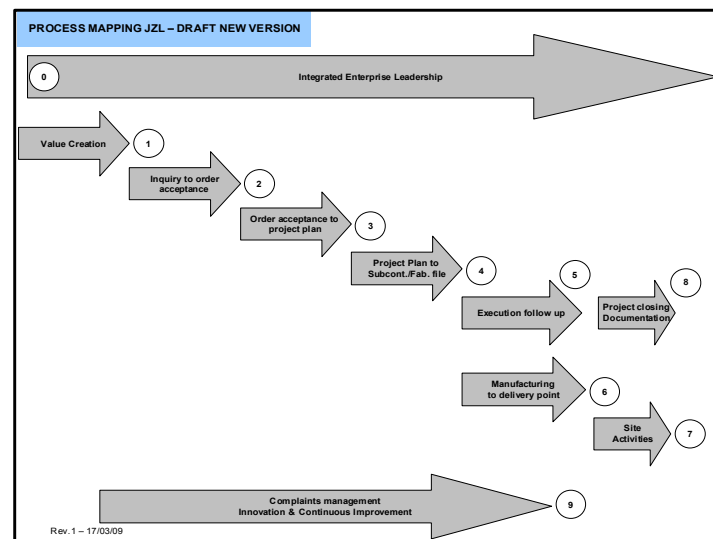 PROCESS MAPPING JZL – DRAFT NEW VERSION
0
Integrated Enterprise Leadership
Value Creation
1
Inquiry to order
acceptance
2
Order acceptance to
project plan
3
Project Plan to
Subcont./Fab. file
4
5
Execution follow up
8
Project closing
Documentation
Manufacturing
to delivery point
6
Site
Activities
7
Complaints management
Innovation & Continuous Improvement
9
Rev.1 – 17/03/09